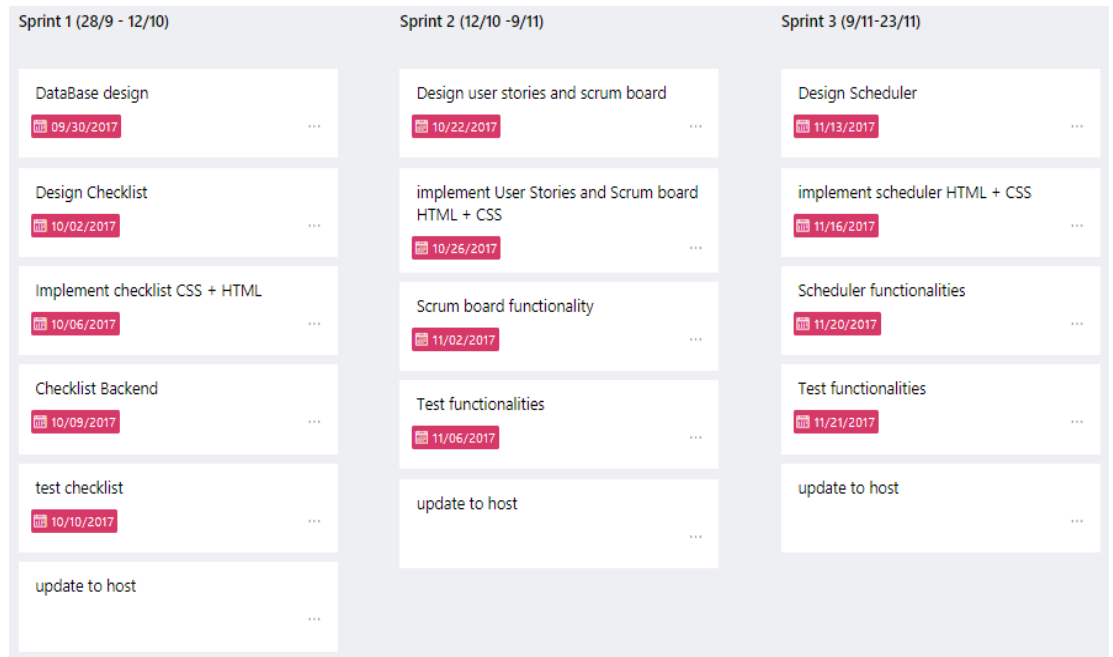 Sprint 1 (28/9 - 12/10)
DataBase design
09/30/2017
Design Checklist
10/02/2017
Implement checklist CSS + HTML
10/06/2017
Checklist Backend
10/09/2017
test checklist
10/10/2017
update to host
Sprint 2 (12/10 -9/11)
Design user stories and scrum board
10/22/2017
implement User Stories and Scrum board
HTML + CSS
10/26/2017
Scrum board functionality
11/02/2017
Test functionalities
11/06/2017
update to host
Sprint 3 (9/11-23/11)
Design Scheduler
11/13/2017
implement scheduler HTML + CSS
11/16/2017
Scheduler functionalities
11/20/2017
Test functionalities
11/21/2017
update to host